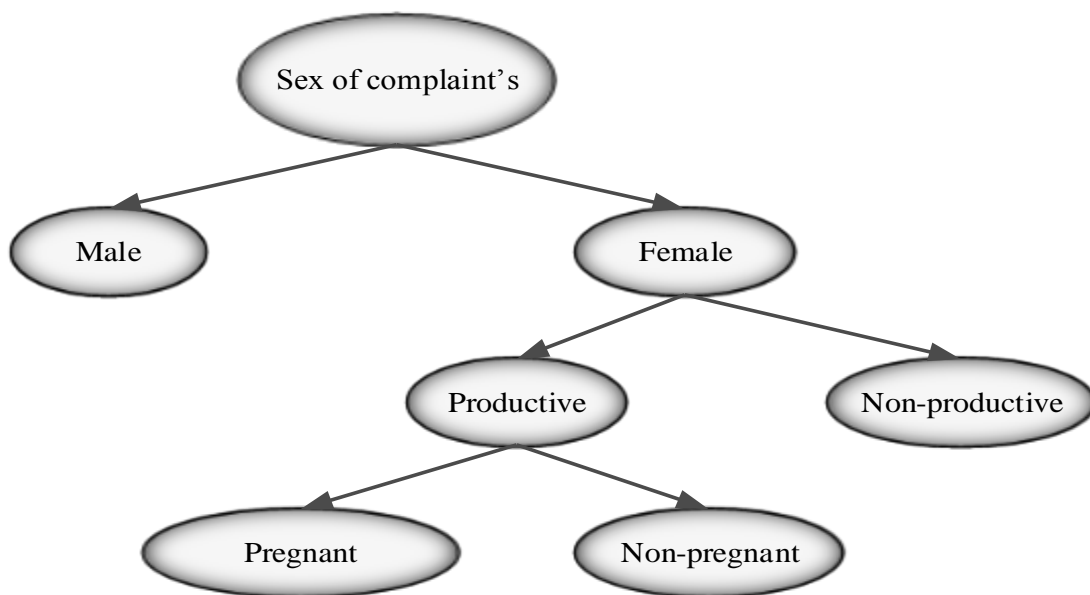 Sex of complaint’s
Male
Female
Productive
Non-productive
Pregnant
Non-pregnant